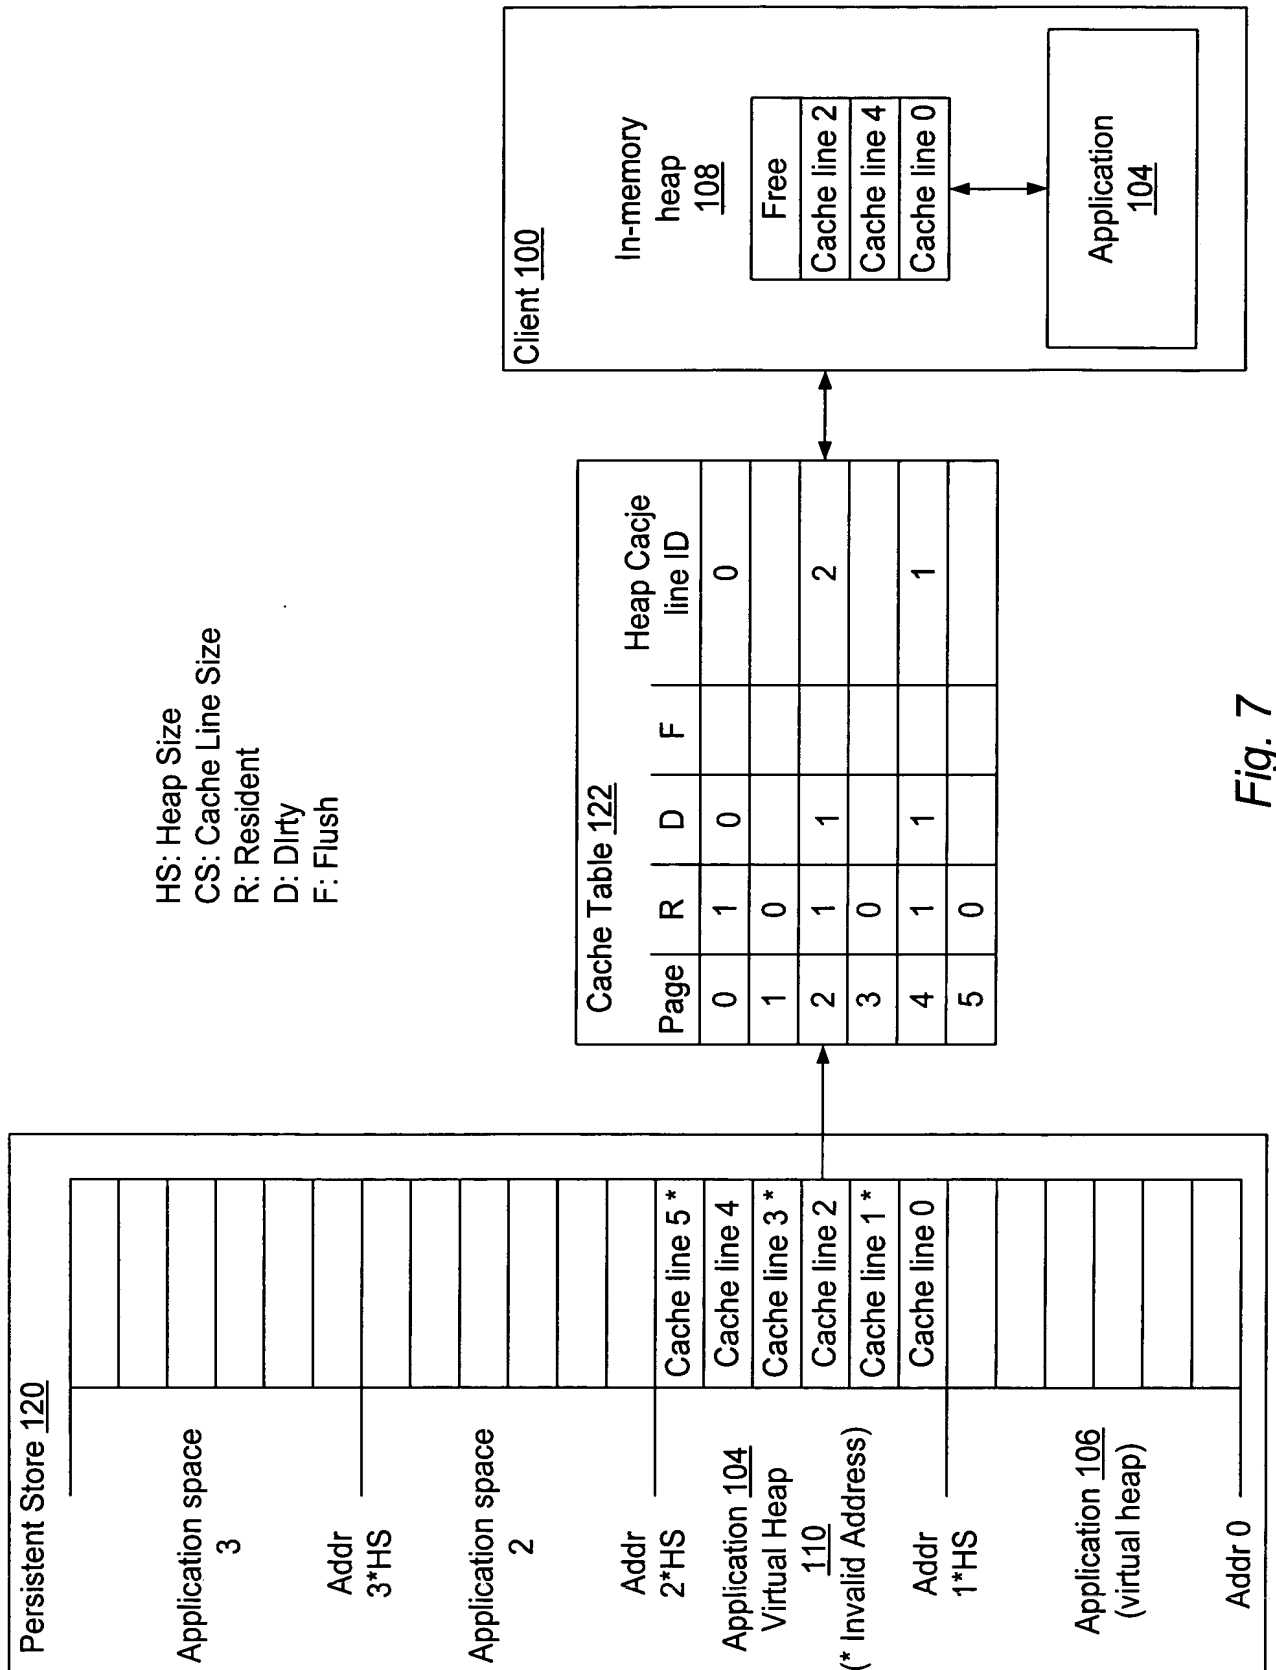 Persistent Store 120
Application space
3
Addr
3*HS
Application space
2
Addr
2*HS
Application 104
Virtual Heap
110
(* Invalid Address)
Addr
1*HS
Application 106
(virtual heap)
Addr 0
Cache line 5 *
Cache line 4
Cache line 3 *
Cache line 2
Cache line 1 *
Cache line 0
HS: Heap Size
CS: Cache Line Size
R: Resident
D: DIrty
F: Flush
Cache Table 122
Page R D F Heap Cacje
line ID
0 1 0 0
1 0
2 1 1 2
3 0
4 1 1 1
5 0
Client 100
In-memory
heap
108
Free
Cache line 2
Cache line 4
Cache line 0
Application
104
Fig. 7